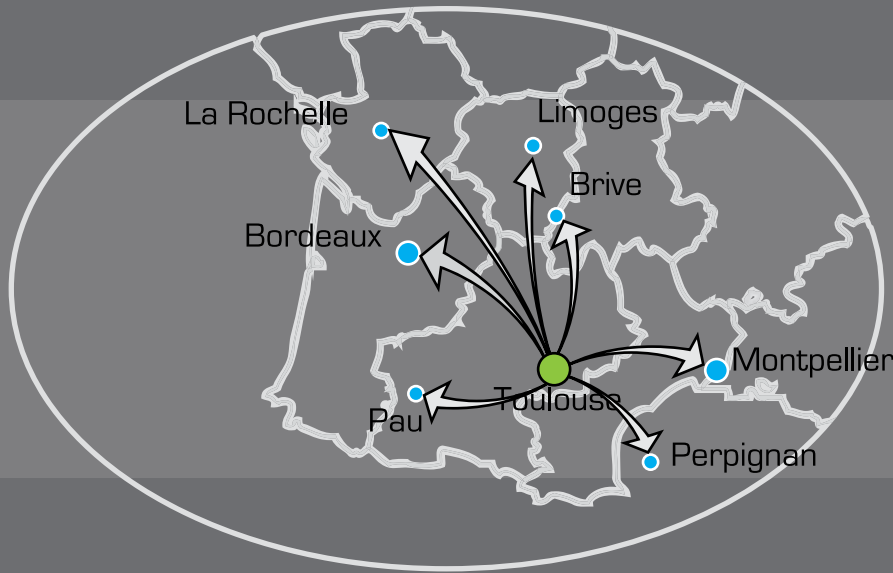 La Rochelle
Limoges
Brive
Bordeaux
Montpellier
Toulouse
Pau
Perpignan